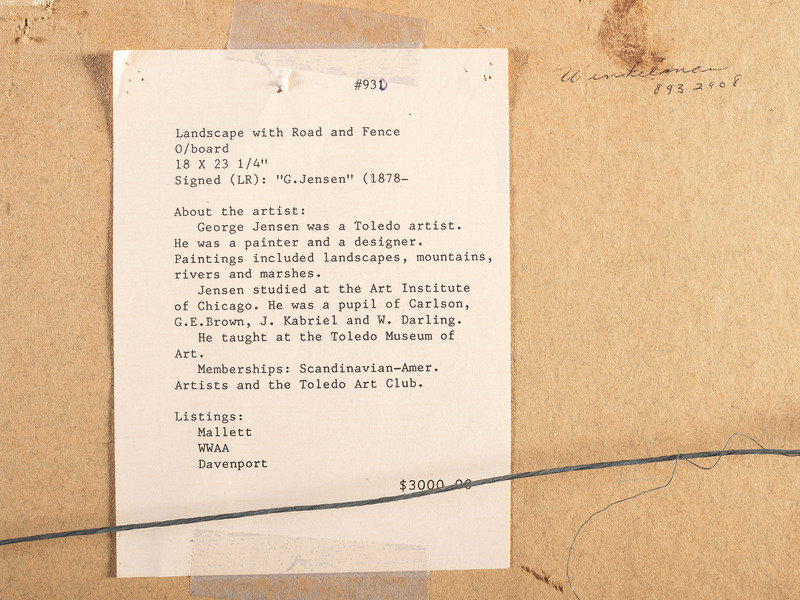 #931
Winkelman
893 2908
Landscape with Road and Fence
O/board
18 X 23 1/4"
Signed (LR): "G.Jensen" (1878-
About the artist:
George Jensen was a Toledo artist.
He was a painter and a designer.
Paintings included landscapes, mountains,
rivers and marshes.
Jensen studied at the Art Institute
of Chicago. He was a pupil of Carlson,
G.E.Brown, J. Kabriel and W. Darling.
He taught at the Toledo Museum of
Art.
Memberships: Scandinavian-Amer.
Artists and the Toledo Art Club.
Listings:
Mallett
WWAA
Davenport
$3000.00